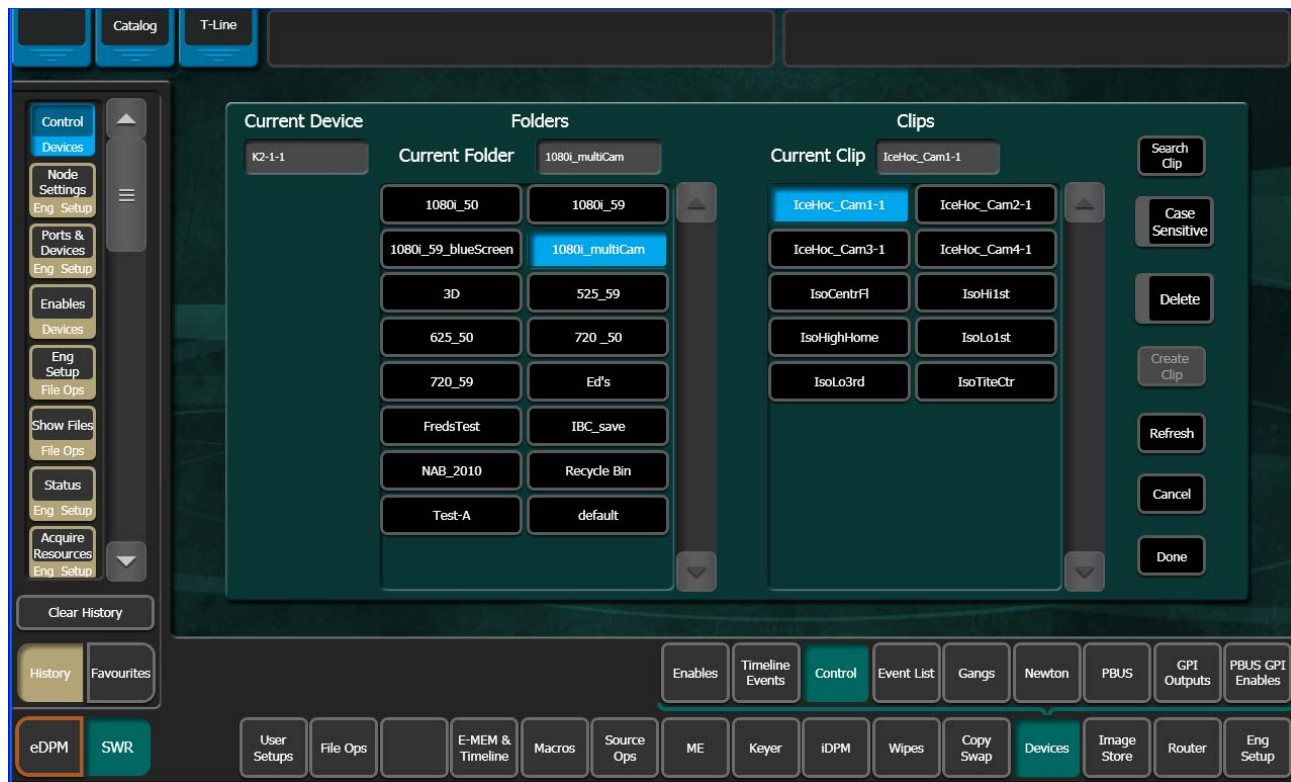 Catalog
T-Line
Control
Devices
Node
Settings
Eng Setup
Ports &
Devices
Eng Setup
Enables
Devices
Eng
Setup
File Ops
Show Files
File Ops
Status
Eng Setup
Acquire
Resources
Eng Setup
Clear History
History
Favourites
Current Device
Folders
Clips
K2-1-1
Current Folder
1080i_multiCam
Current Clip
IceHoc_Cam1-1
1080i_50
1080i_59
1080i_59_blueScreen
1080i_multiCam
3D
525_59
625_50
720 _50
720_59
Ed's
FredsTest
IBC_save
NAB_2010
Recycle Bin
Test-A
default
IceHoc_Cam1-1
IceHoc_Cam2-1
IceHoc_Cam3-1
IceHoc_Cam4-1
IsoCentrFl
IsoHi1st
IsoHighHome
IsoLo1st
IsoLo3rd
IsoTiteCtr
Search
Clip
Case
Sensitive
Delete
Create
Clip
Refresh
Cancel
Done
Enables
Timeline
Events
Control
Event List
Gangs
Newton
PBUS
GPI
Outputs
PBUS GPI
Enables
eDPM
SWR
User
Setups
File Ops
E-MEM &
Timeline
Macros
Source
Ops
ME
Keyer
iDPM
Wipes
Copy
Swap
Devices
Image
Store
Router
Eng
Setup